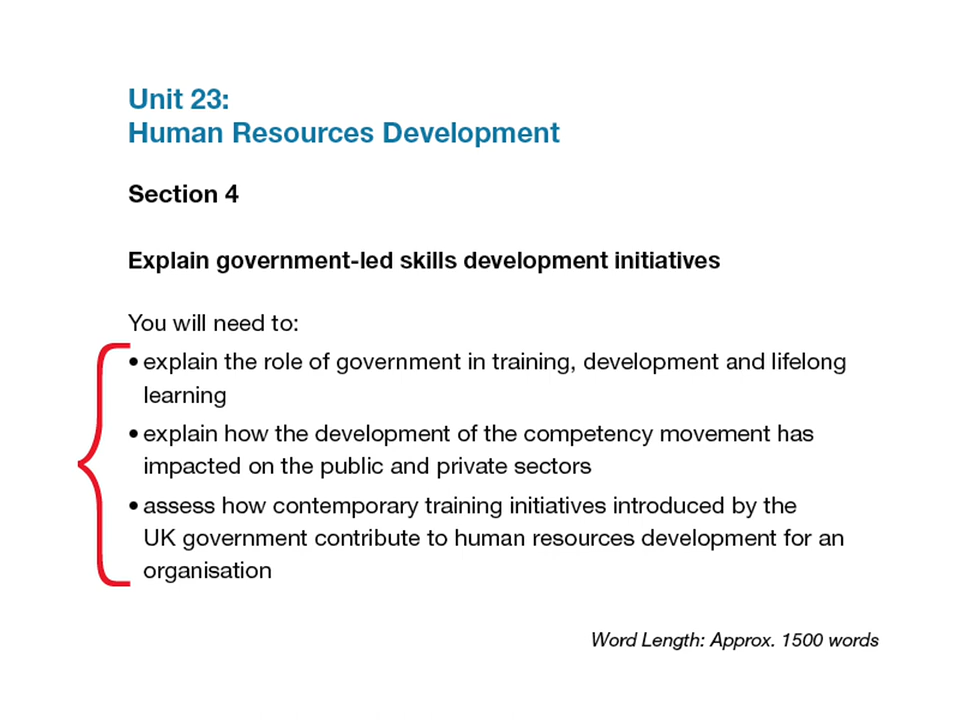 Unit 23:
Human Resources Development
Section 4
Explain government-led skills development initiatives
You will need to:
• explain the role of government in training, development and lifelong
learning
• explain how the development of the competency movement has
impacted on the public and private sectors
• assess how contemporary training initiatives introduced by the
UK government contribute to human resources development for an
organisation
Word Length: Approx. 1500 words